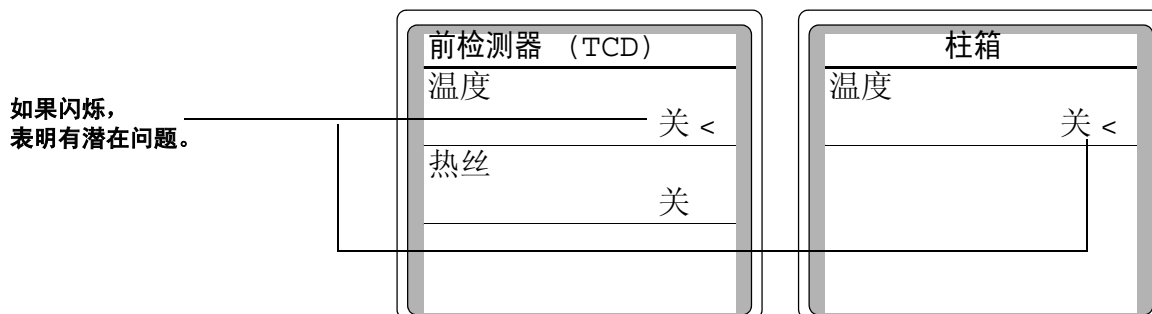 如果闪烁，
表明有潜在问题。
前检测器 (TCD)
温度
关 <
热丝
关
柱箱
温度
关 <